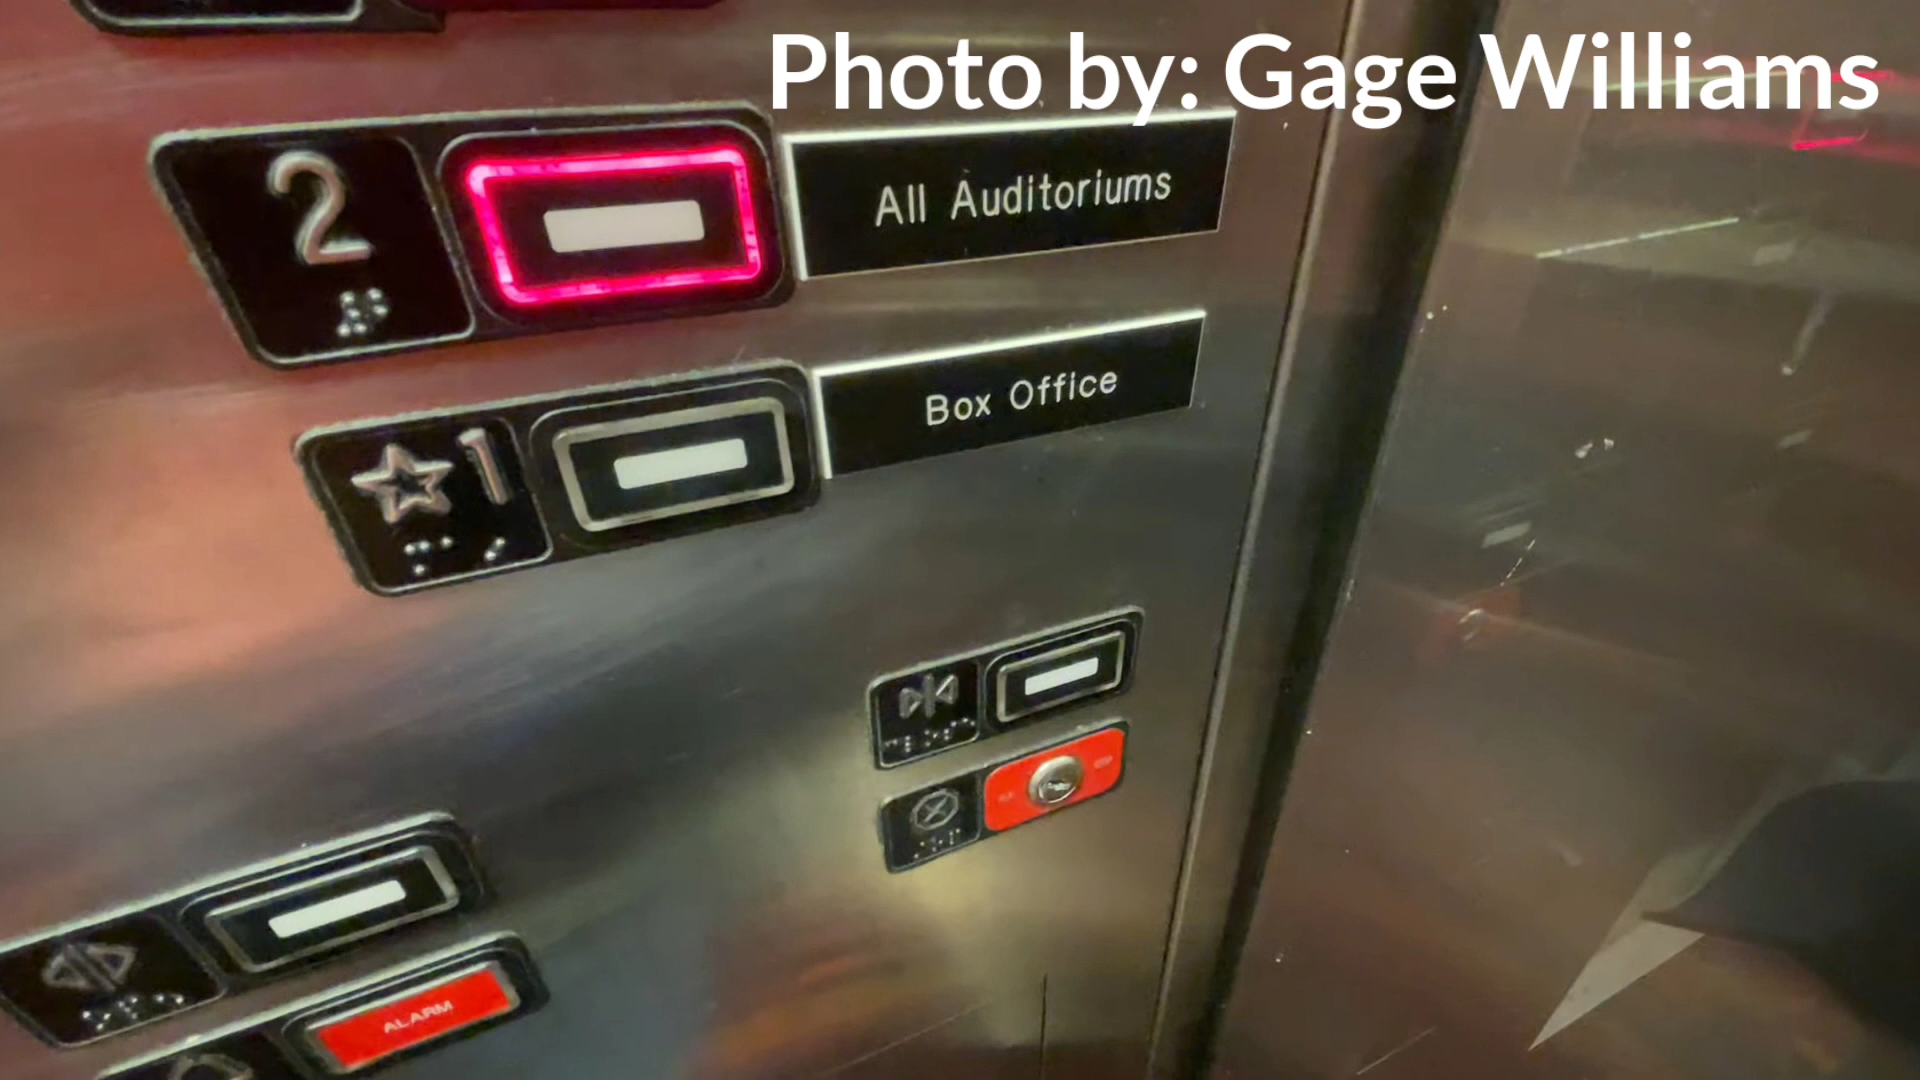 Photo by: Gage Williams
2
All Auditoriums
☆1
Box Office
ALARM